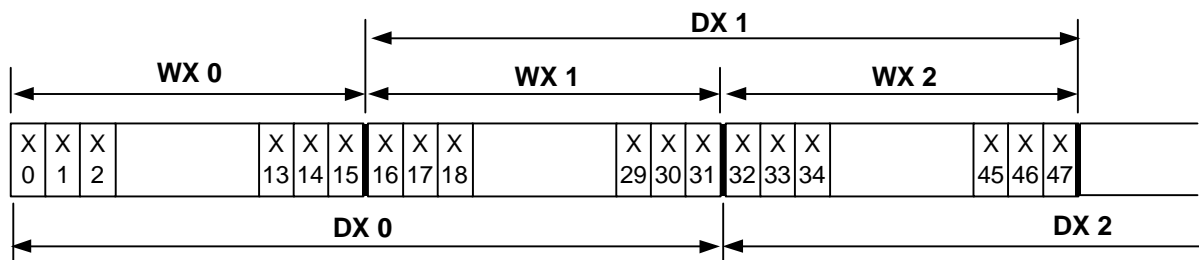 DX 1
WX 0 WX 1 WX 2
X X X X X X X X X X X X X X X X X X
0 1 2 13 14 15 16 17 18 29 30 31 32 33 34 45 46 47
DX 0 DX 2